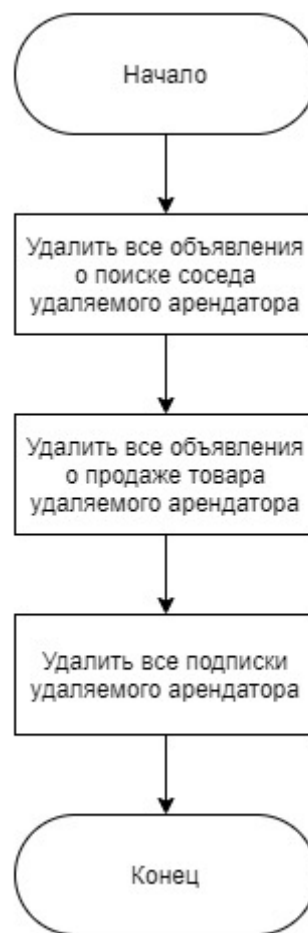 Начало
Удалить все объявления
о поиске соседа
удаляемого арендатора
Удалить все объявления
о продаже товара
удаляемого арендатора
Удалить все подписки
удаляемого арендатора
Конец